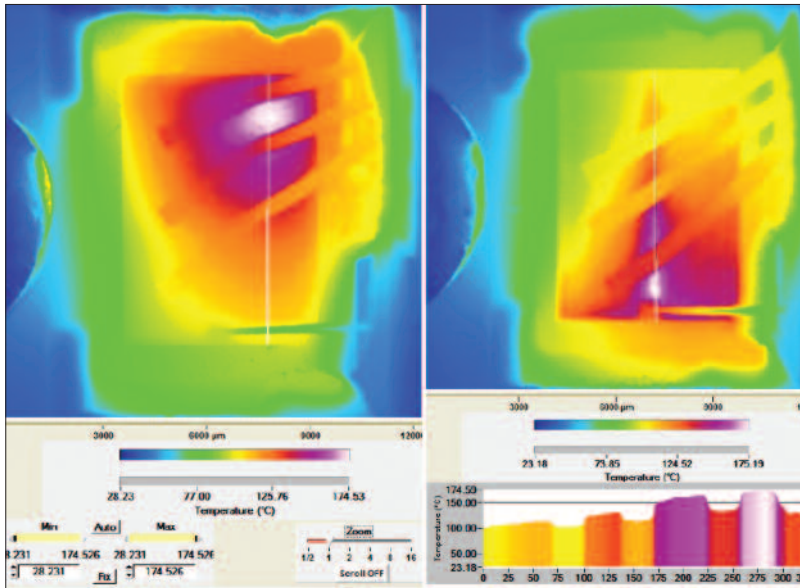 3000 6000 µm 9000 12000
28.23 77.00 125.76 174.53
Temperature (°C)
Min Auto Max
8.231 174.526 28.231 174.526
28.231 Fix 174.526
Zoom
1/2 1 2 4 8 16
Scroll OFF
3000 6000 µm 9000
23.18 73.85 124.52 175.19
Temperature (°C)
Temperature (°C)
174.59
150.00
100.00
50.00
23.18
0 25 50 75 100 125 150 175 200 225 250 275 300